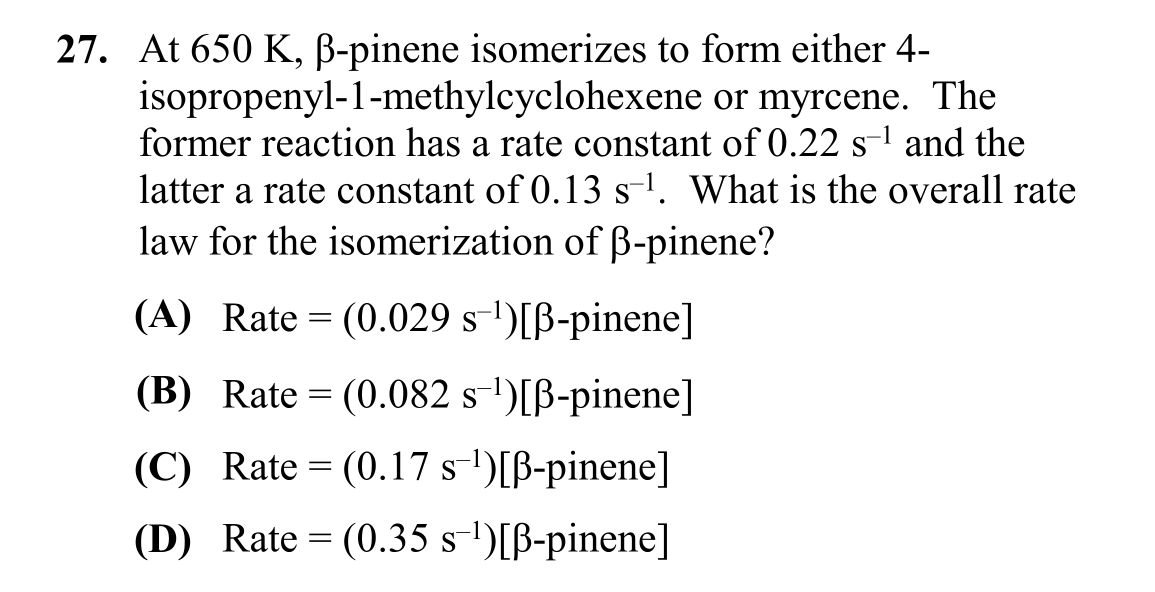 27. At 650 K, β-pinene isomerizes to form either 4-
isopropenyl-1-methylcyclohexene or myrcene. The
former reaction has a rate constant of 0.22 s⁻¹ and the
latter a rate constant of 0.13 s⁻¹. What is the overall rate
law for the isomerization of β-pinene?
(A) Rate = (0.029 s⁻¹)[β-pinene]
(B) Rate = (0.082 s⁻¹)[β-pinene]
(C) Rate = (0.17 s⁻¹)[β-pinene]
(D) Rate = (0.35 s⁻¹)[β-pinene]